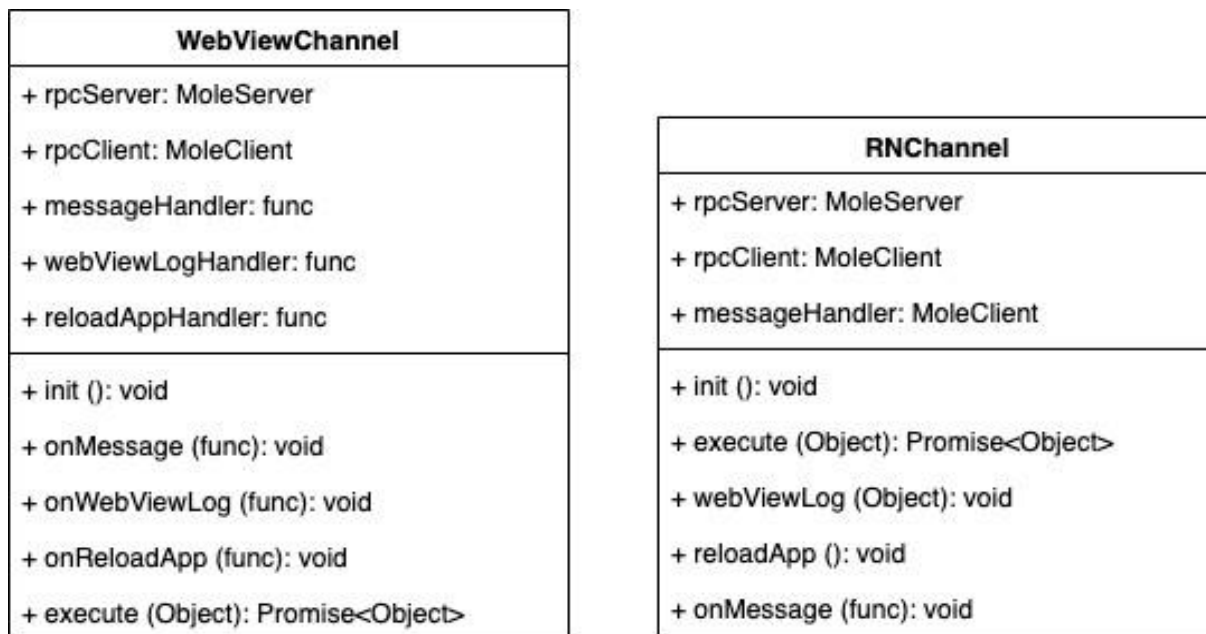 WebViewChannel
+ rpcServer: MoleServer
+ rpcClient: MoleClient
+ messageHandler: func
+ webViewLogHandler: func
+ reloadAppHandler: func
+ init (): void
+ onMessage (func): void
+ onWebViewLog (func): void
+ onReloadApp (func): void
+ execute (Object): Promise<Object>
RNChannel
+ rpcServer: MoleServer
+ rpcClient: MoleClient
+ messageHandler: MoleClient
+ init (): void
+ execute (Object): Promise<Object>
+ webViewLog (Object): void
+ reloadApp (): void
+ onMessage (func): void